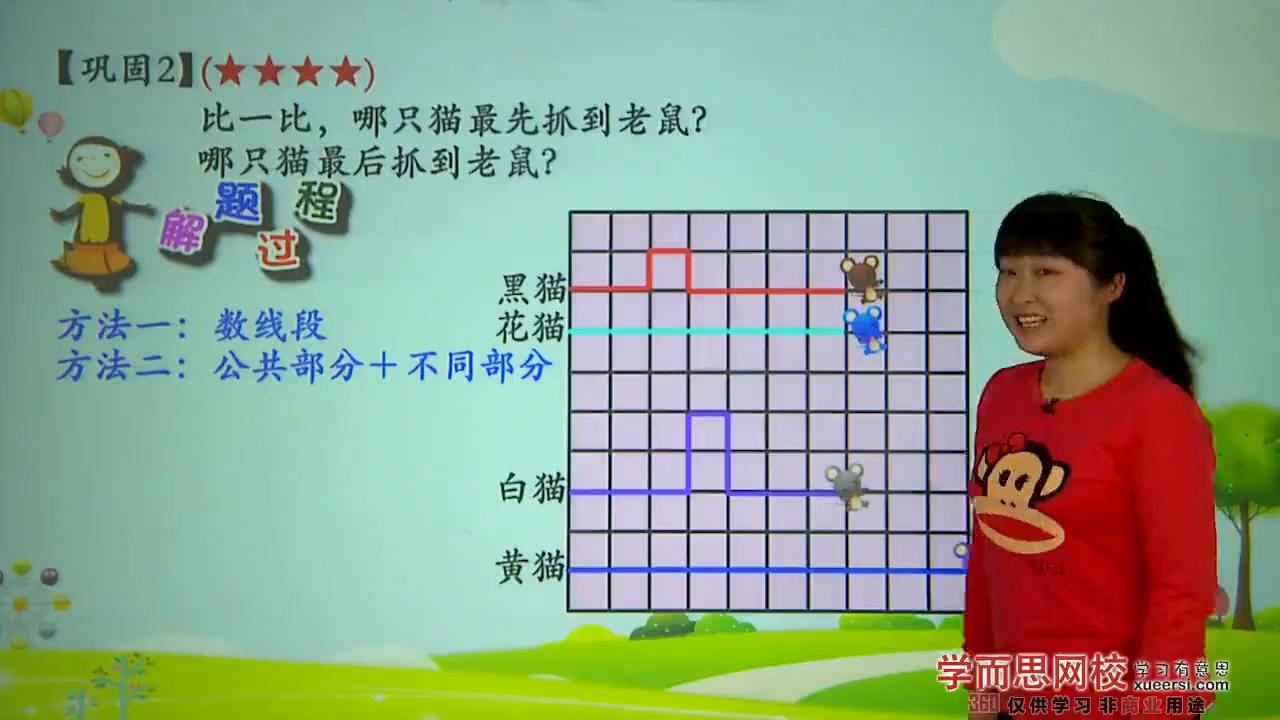 【巩固2】(★★★★)
比一比，哪只猫最先抓到老鼠？
哪只猫最后抓到老鼠？
解题过程
方法一：数线段
方法二：公共部分＋不同部分
黑猫
花猫
白猫
黄猫
学而思网校 学习有意思
xueersi.com
360 仅供学习 非商业用途